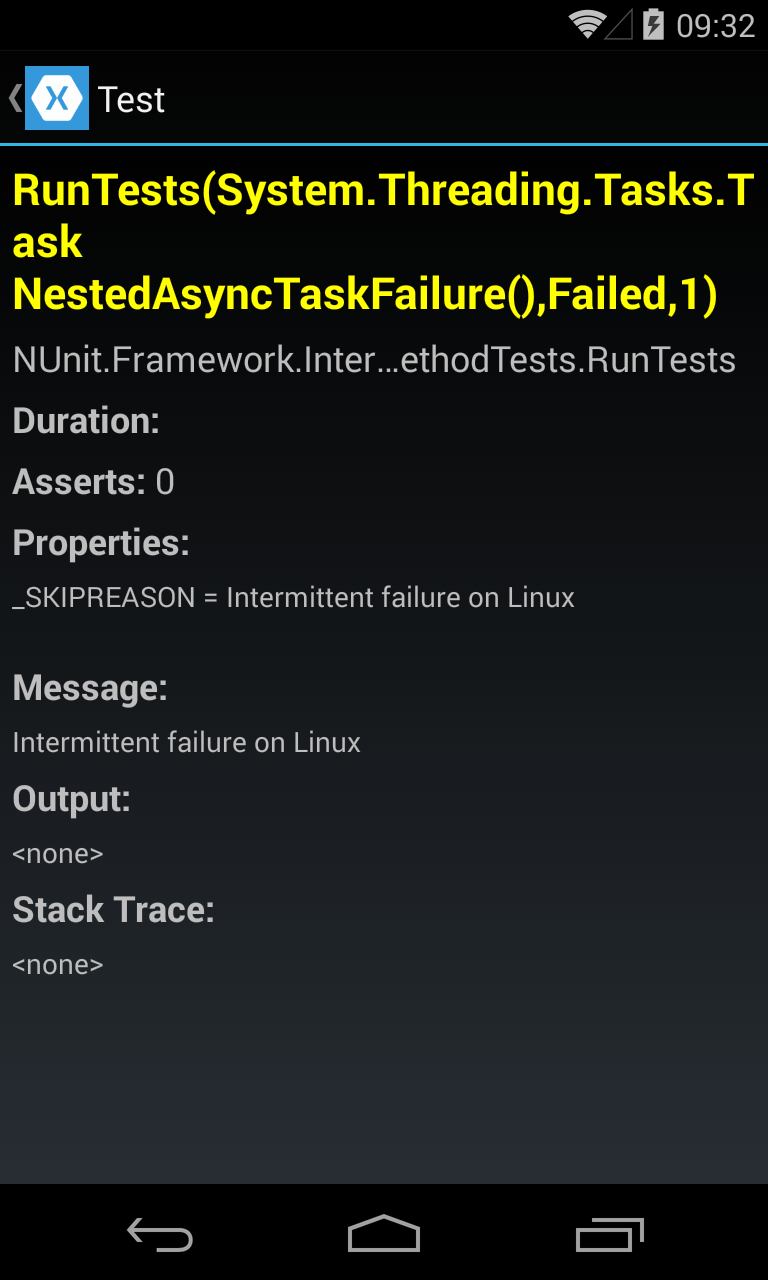 09:32
Test
RunTests(System.Threading.Tasks.T
ask
NestedAsyncTaskFailure(),Failed,1)
NUnit.Framework.Inter...ethodTests.RunTests
Duration:
Asserts: 0
Properties:
_SKIPREASON = Intermittent failure on Linux
Message:
Intermittent failure on Linux
Output:
<none>
Stack Trace:
<none>